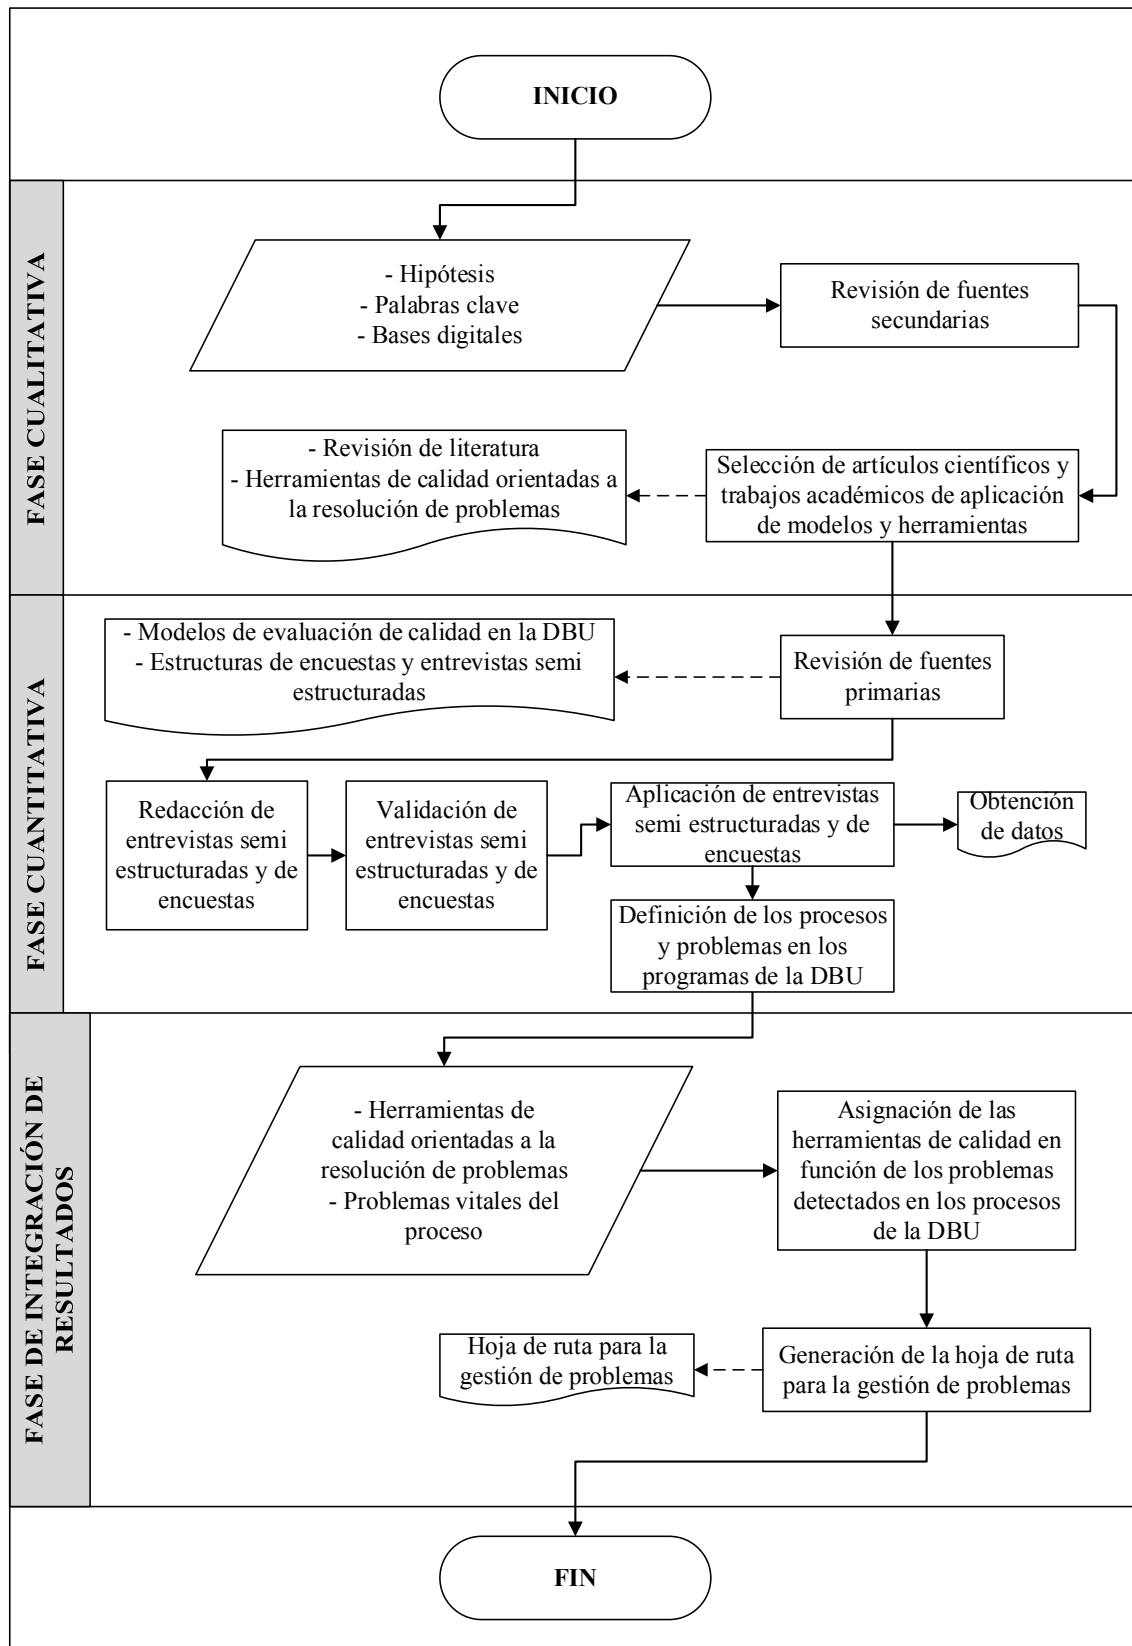 INICIO
FASE CUALITATIVA
- Hipótesis
- Palabras clave
- Bases digitales
Revisión de fuentes
secundarias
- Revisión de literatura
- Herramientas de calidad orientadas a
la resolución de problemas
Selección de artículos científicos y
trabajos académicos de aplicación
de modelos y herramientas
FASE CUANTITATIVA
- Modelos de evaluación de calidad en la DBU
- Estructuras de encuestas y entrevistas semi
estructuradas
Revisión de fuentes
primarias
Redacción de
entrevistas semi
estructuradas y de
encuestas
Validación de
entrevistas semi
estructuradas y de
encuestas
Aplicación de entrevistas
semi estructuradas y de
encuestas
Obtención
de datos
Definición de los procesos
y problemas en los
programas de la DBU
FASE DE INTEGRACIÓN DE
RESULTADOS
- Herramientas de
calidad orientadas a la
resolución de problemas
- Problemas vitales del
proceso
Asignación de las
herramientas de calidad en
función de los problemas
detectados en los procesos
de la DBU
Hoja de ruta para la
gestión de problemas
Generación de la hoja de ruta
para la gestión de problemas
FIN